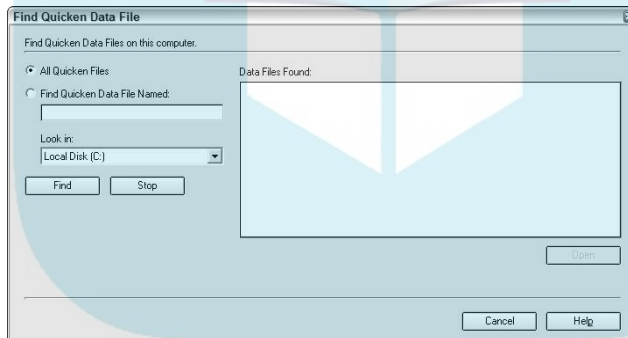 Find Quicken Data File
Find Quicken Data Files on this computer.
All Quicken Files
Find Quicken Data File Named:
Look in:
Local Disk (C:)
Find Stop
Data Files Found:
Open
Cancel Help